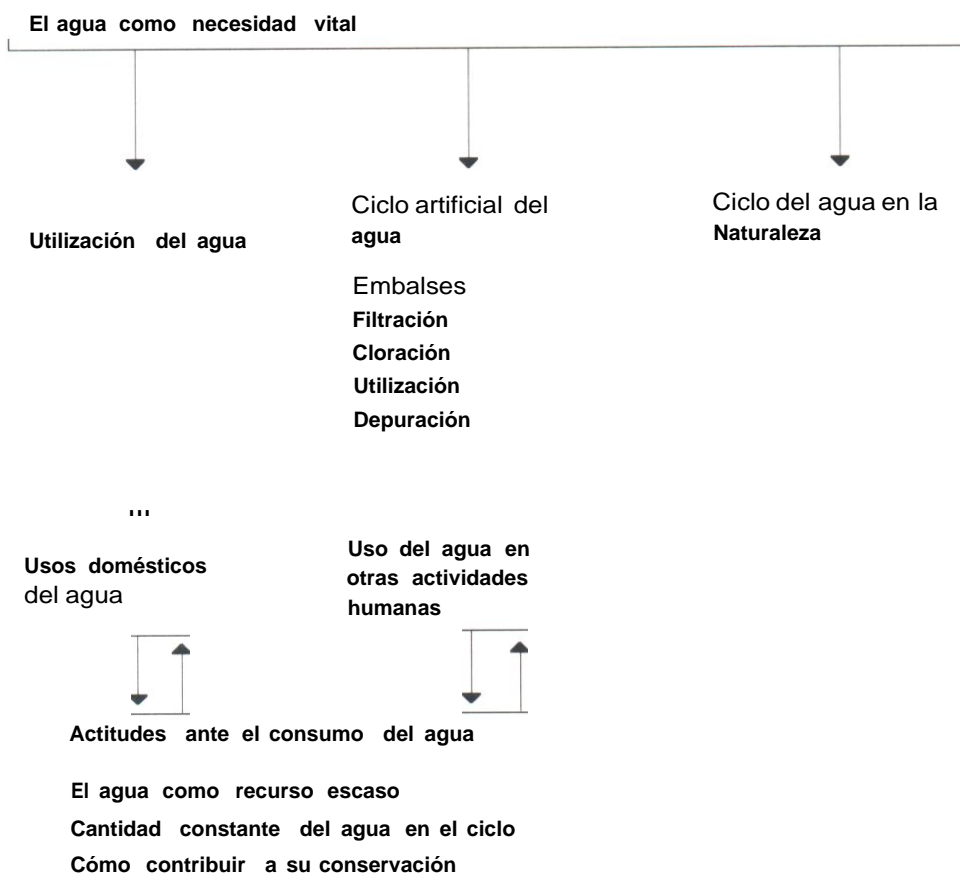 El agua como necesidad vital
Utilización del agua
Ciclo artificial del
agua
Embalses
Filtración
Cloración
Utilización
Depuración
Ciclo del agua en la
Naturaleza
Usos domésticos
del agua
Uso del agua en
otras actividades
humanas
Actitudes ante el consumo del agua
El agua como recurso escaso
Cantidad constante del agua en el ciclo
Cómo contribuir a su conservación